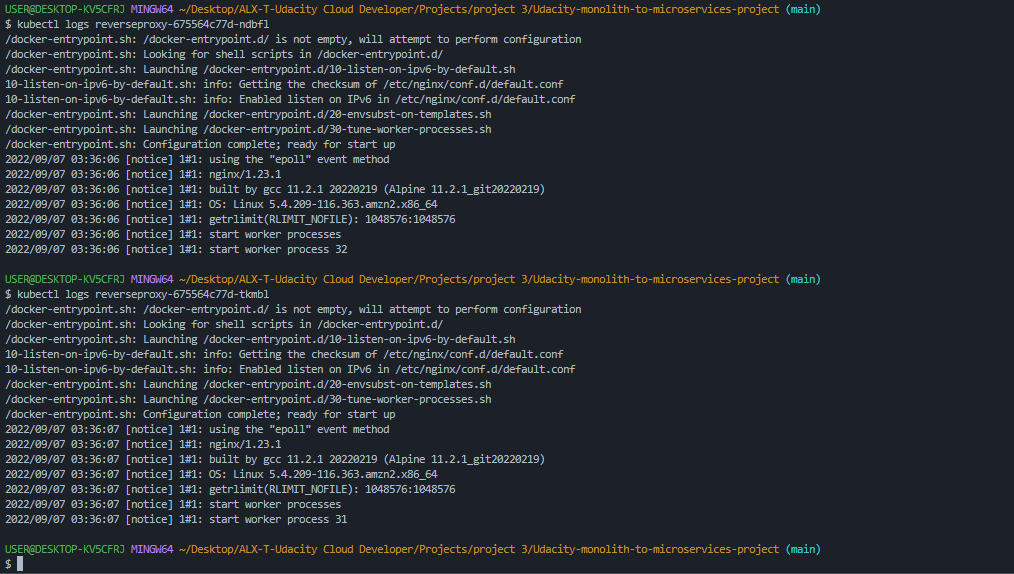 USER@DESKTOP-KV5CFRJ MINGW64 ~/Desktop/ALX-T-Udacity Cloud Developer/Projects/project 3/Udacity-monolith-to-microservices-project (main)
$ kubectl logs reverseproxy-675564c77d-ndbfl
/docker-entrypoint.sh: /docker-entrypoint.d/ is not empty, will attempt to perform configuration
/docker-entrypoint.sh: Looking for shell scripts in /docker-entrypoint.d/
/docker-entrypoint.sh: Launching /docker-entrypoint.d/10-listen-on-ipv6-by-default.sh
10-listen-on-ipv6-by-default.sh: info: Getting the checksum of /etc/nginx/conf.d/default.conf
10-listen-on-ipv6-by-default.sh: info: Enabled listen on IPv6 in /etc/nginx/conf.d/default.conf
/docker-entrypoint.sh: Launching /docker-entrypoint.d/20-envsubst-on-templates.sh
/docker-entrypoint.sh: Launching /docker-entrypoint.d/30-tune-worker-processes.sh
/docker-entrypoint.sh: Configuration complete; ready for start up
2022/09/07 03:36:06 [notice] 1#1: using the "epoll" event method
2022/09/07 03:36:06 [notice] 1#1: nginx/1.23.1
2022/09/07 03:36:06 [notice] 1#1: built by gcc 11.2.1 20220219 (Alpine 11.2.1_git20220219)
2022/09/07 03:36:06 [notice] 1#1: OS: Linux 5.4.209-116.363.amzn2.x86_64
2022/09/07 03:36:06 [notice] 1#1: getrlimit(RLIMIT_NOFILE): 1048576:1048576
2022/09/07 03:36:06 [notice] 1#1: start worker processes
2022/09/07 03:36:06 [notice] 1#1: start worker process 32
USER@DESKTOP-KV5CFRJ MINGW64 ~/Desktop/ALX-T-Udacity Cloud Developer/Projects/project 3/Udacity-monolith-to-microservices-project (main)
$ kubectl logs reverseproxy-675564c77d-tkmbl
/docker-entrypoint.sh: /docker-entrypoint.d/ is not empty, will attempt to perform configuration
/docker-entrypoint.sh: Looking for shell scripts in /docker-entrypoint.d/
/docker-entrypoint.sh: Launching /docker-entrypoint.d/10-listen-on-ipv6-by-default.sh
10-listen-on-ipv6-by-default.sh: info: Getting the checksum of /etc/nginx/conf.d/default.conf
10-listen-on-ipv6-by-default.sh: info: Enabled listen on IPv6 in /etc/nginx/conf.d/default.conf
/docker-entrypoint.sh: Launching /docker-entrypoint.d/20-envsubst-on-templates.sh
/docker-entrypoint.sh: Launching /docker-entrypoint.d/30-tune-worker-processes.sh
/docker-entrypoint.sh: Configuration complete; ready for start up
2022/09/07 03:36:07 [notice] 1#1: using the "epoll" event method
2022/09/07 03:36:07 [notice] 1#1: nginx/1.23.1
2022/09/07 03:36:07 [notice] 1#1: built by gcc 11.2.1 20220219 (Alpine 11.2.1_git20220219)
2022/09/07 03:36:07 [notice] 1#1: OS: Linux 5.4.209-116.363.amzn2.x86_64
2022/09/07 03:36:07 [notice] 1#1: getrlimit(RLIMIT_NOFILE): 1048576:1048576
2022/09/07 03:36:07 [notice] 1#1: start worker processes
2022/09/07 03:36:07 [notice] 1#1: start worker process 31
USER@DESKTOP-KV5CFRJ MINGW64 ~/Desktop/ALX-T-Udacity Cloud Developer/Projects/project 3/Udacity-monolith-to-microservices-project (main)
$